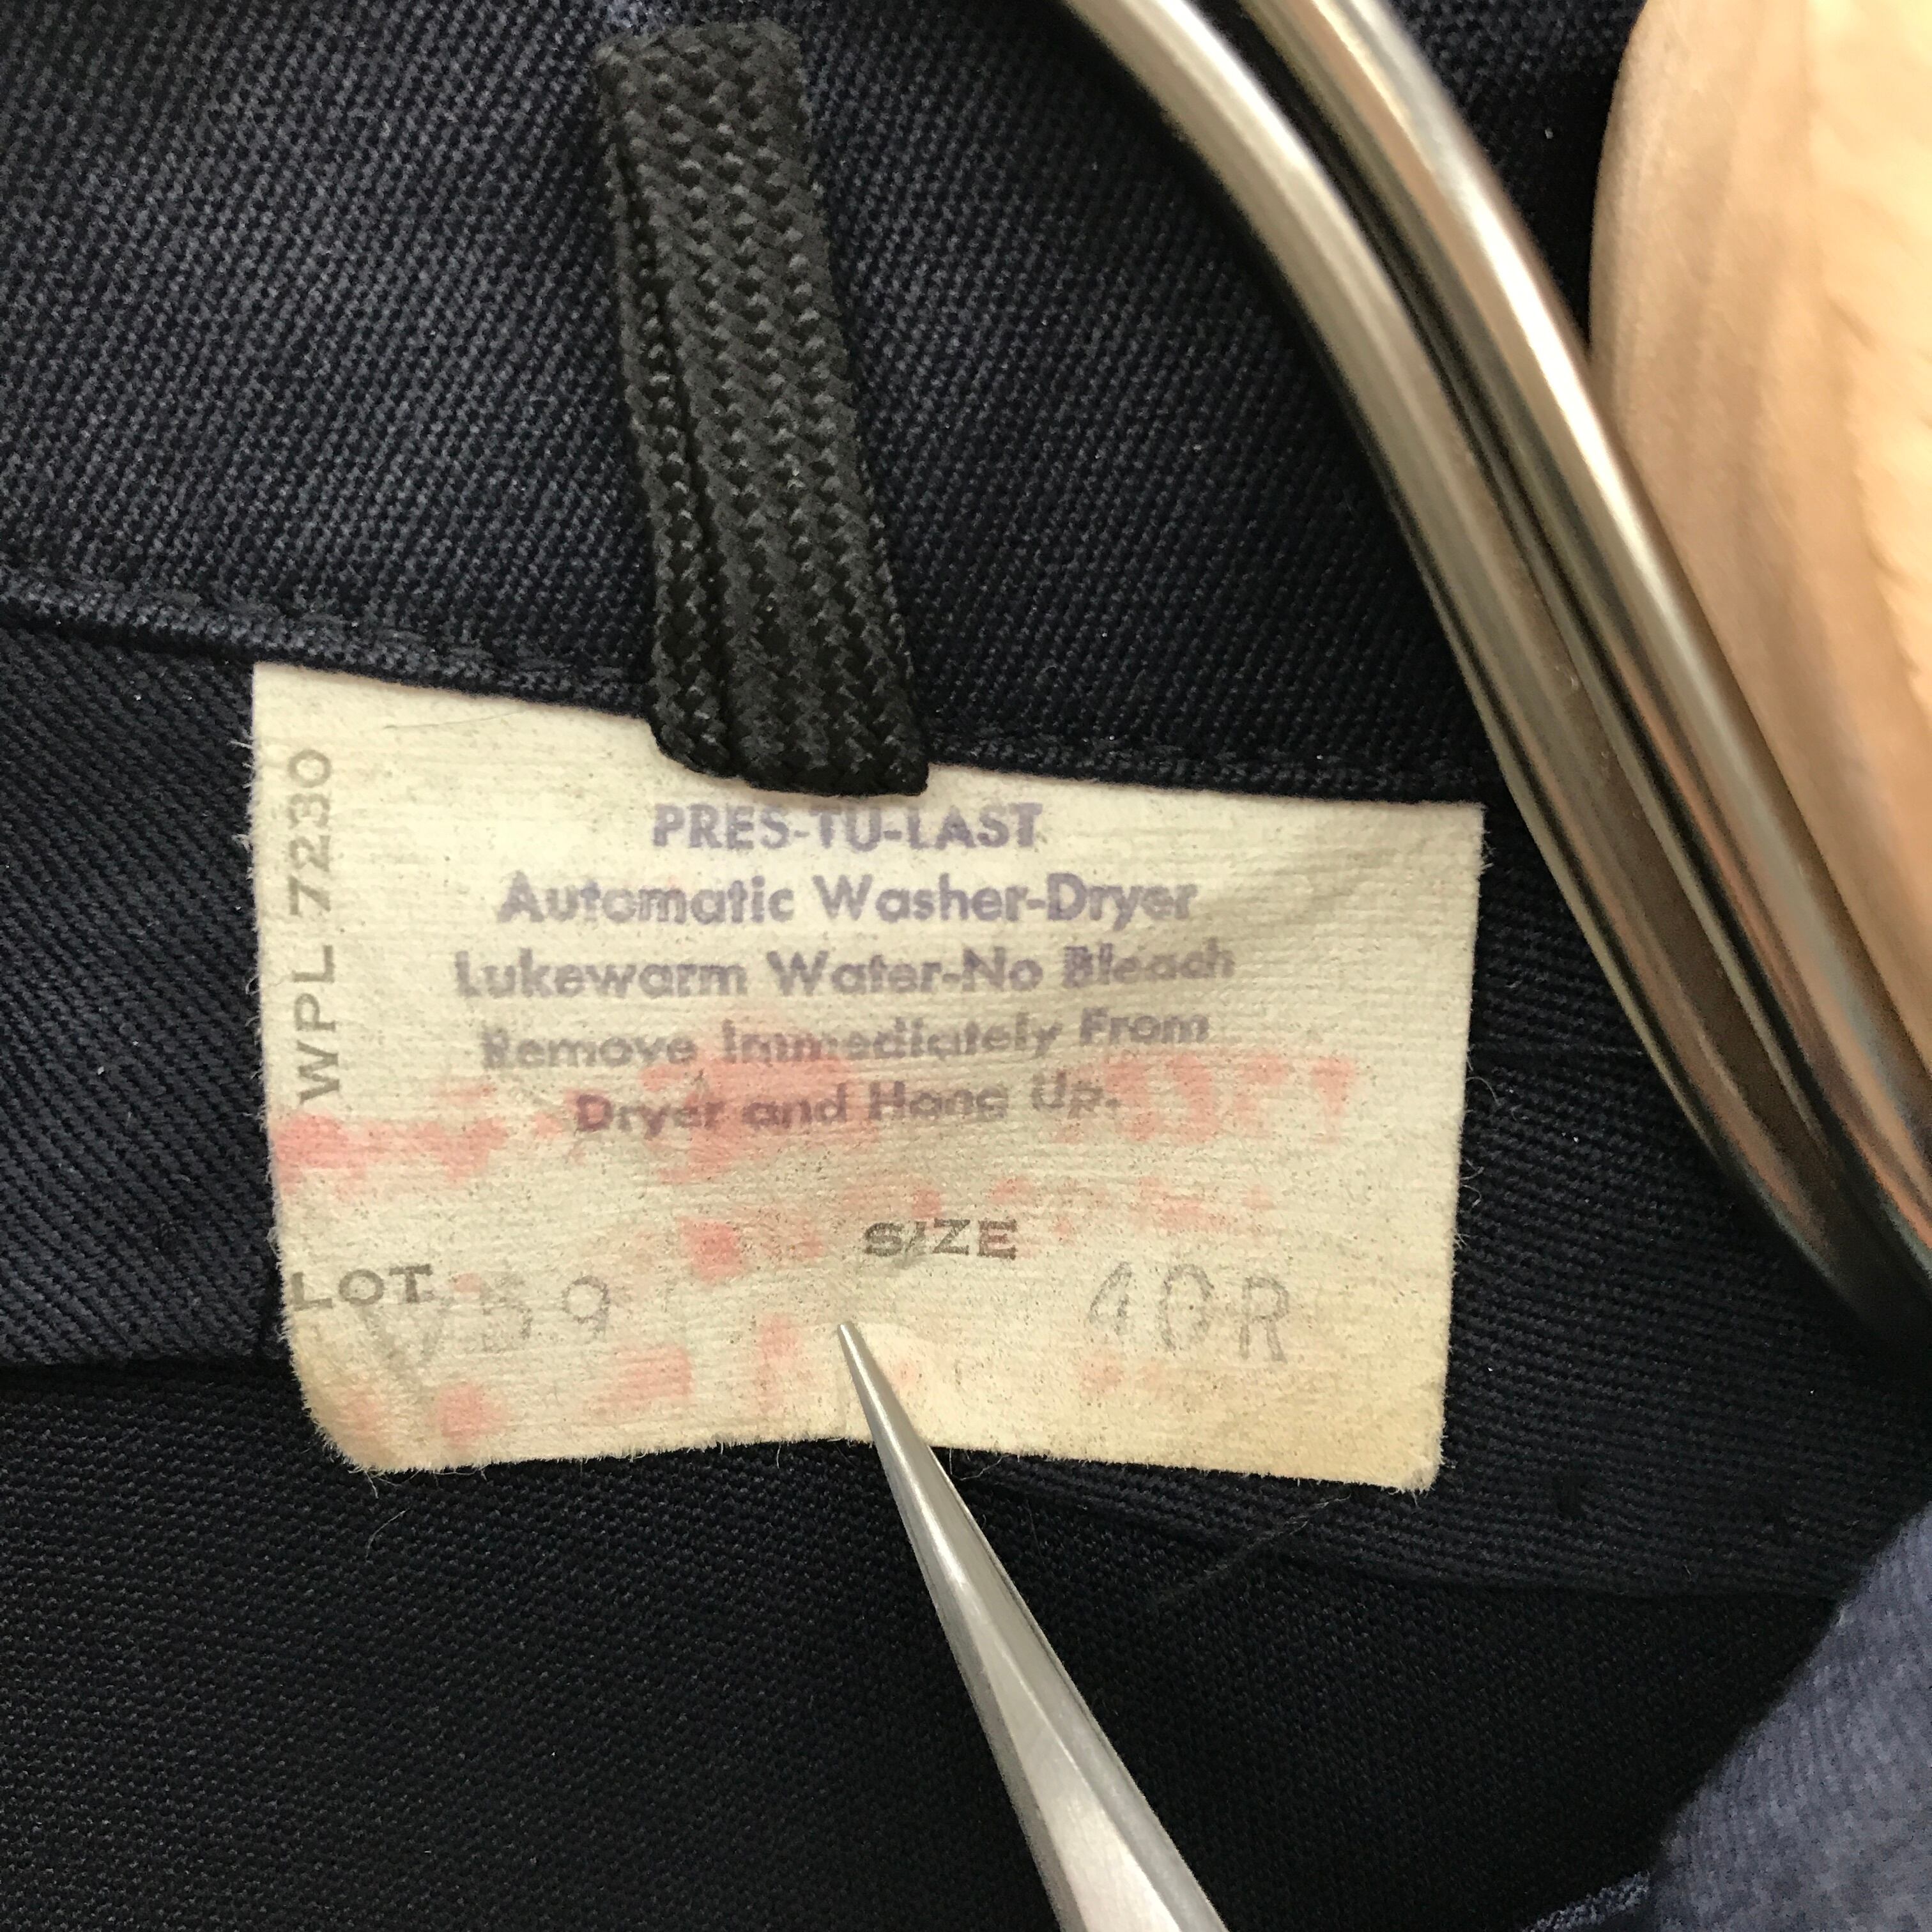 WPL 7230
PRES-TU-LAST
Automatic Washer-Dryer
Lukewarm Water-No Bleach
Remove Immediately From
Dryer and Hang Up.
SIZE
LOT.
40R